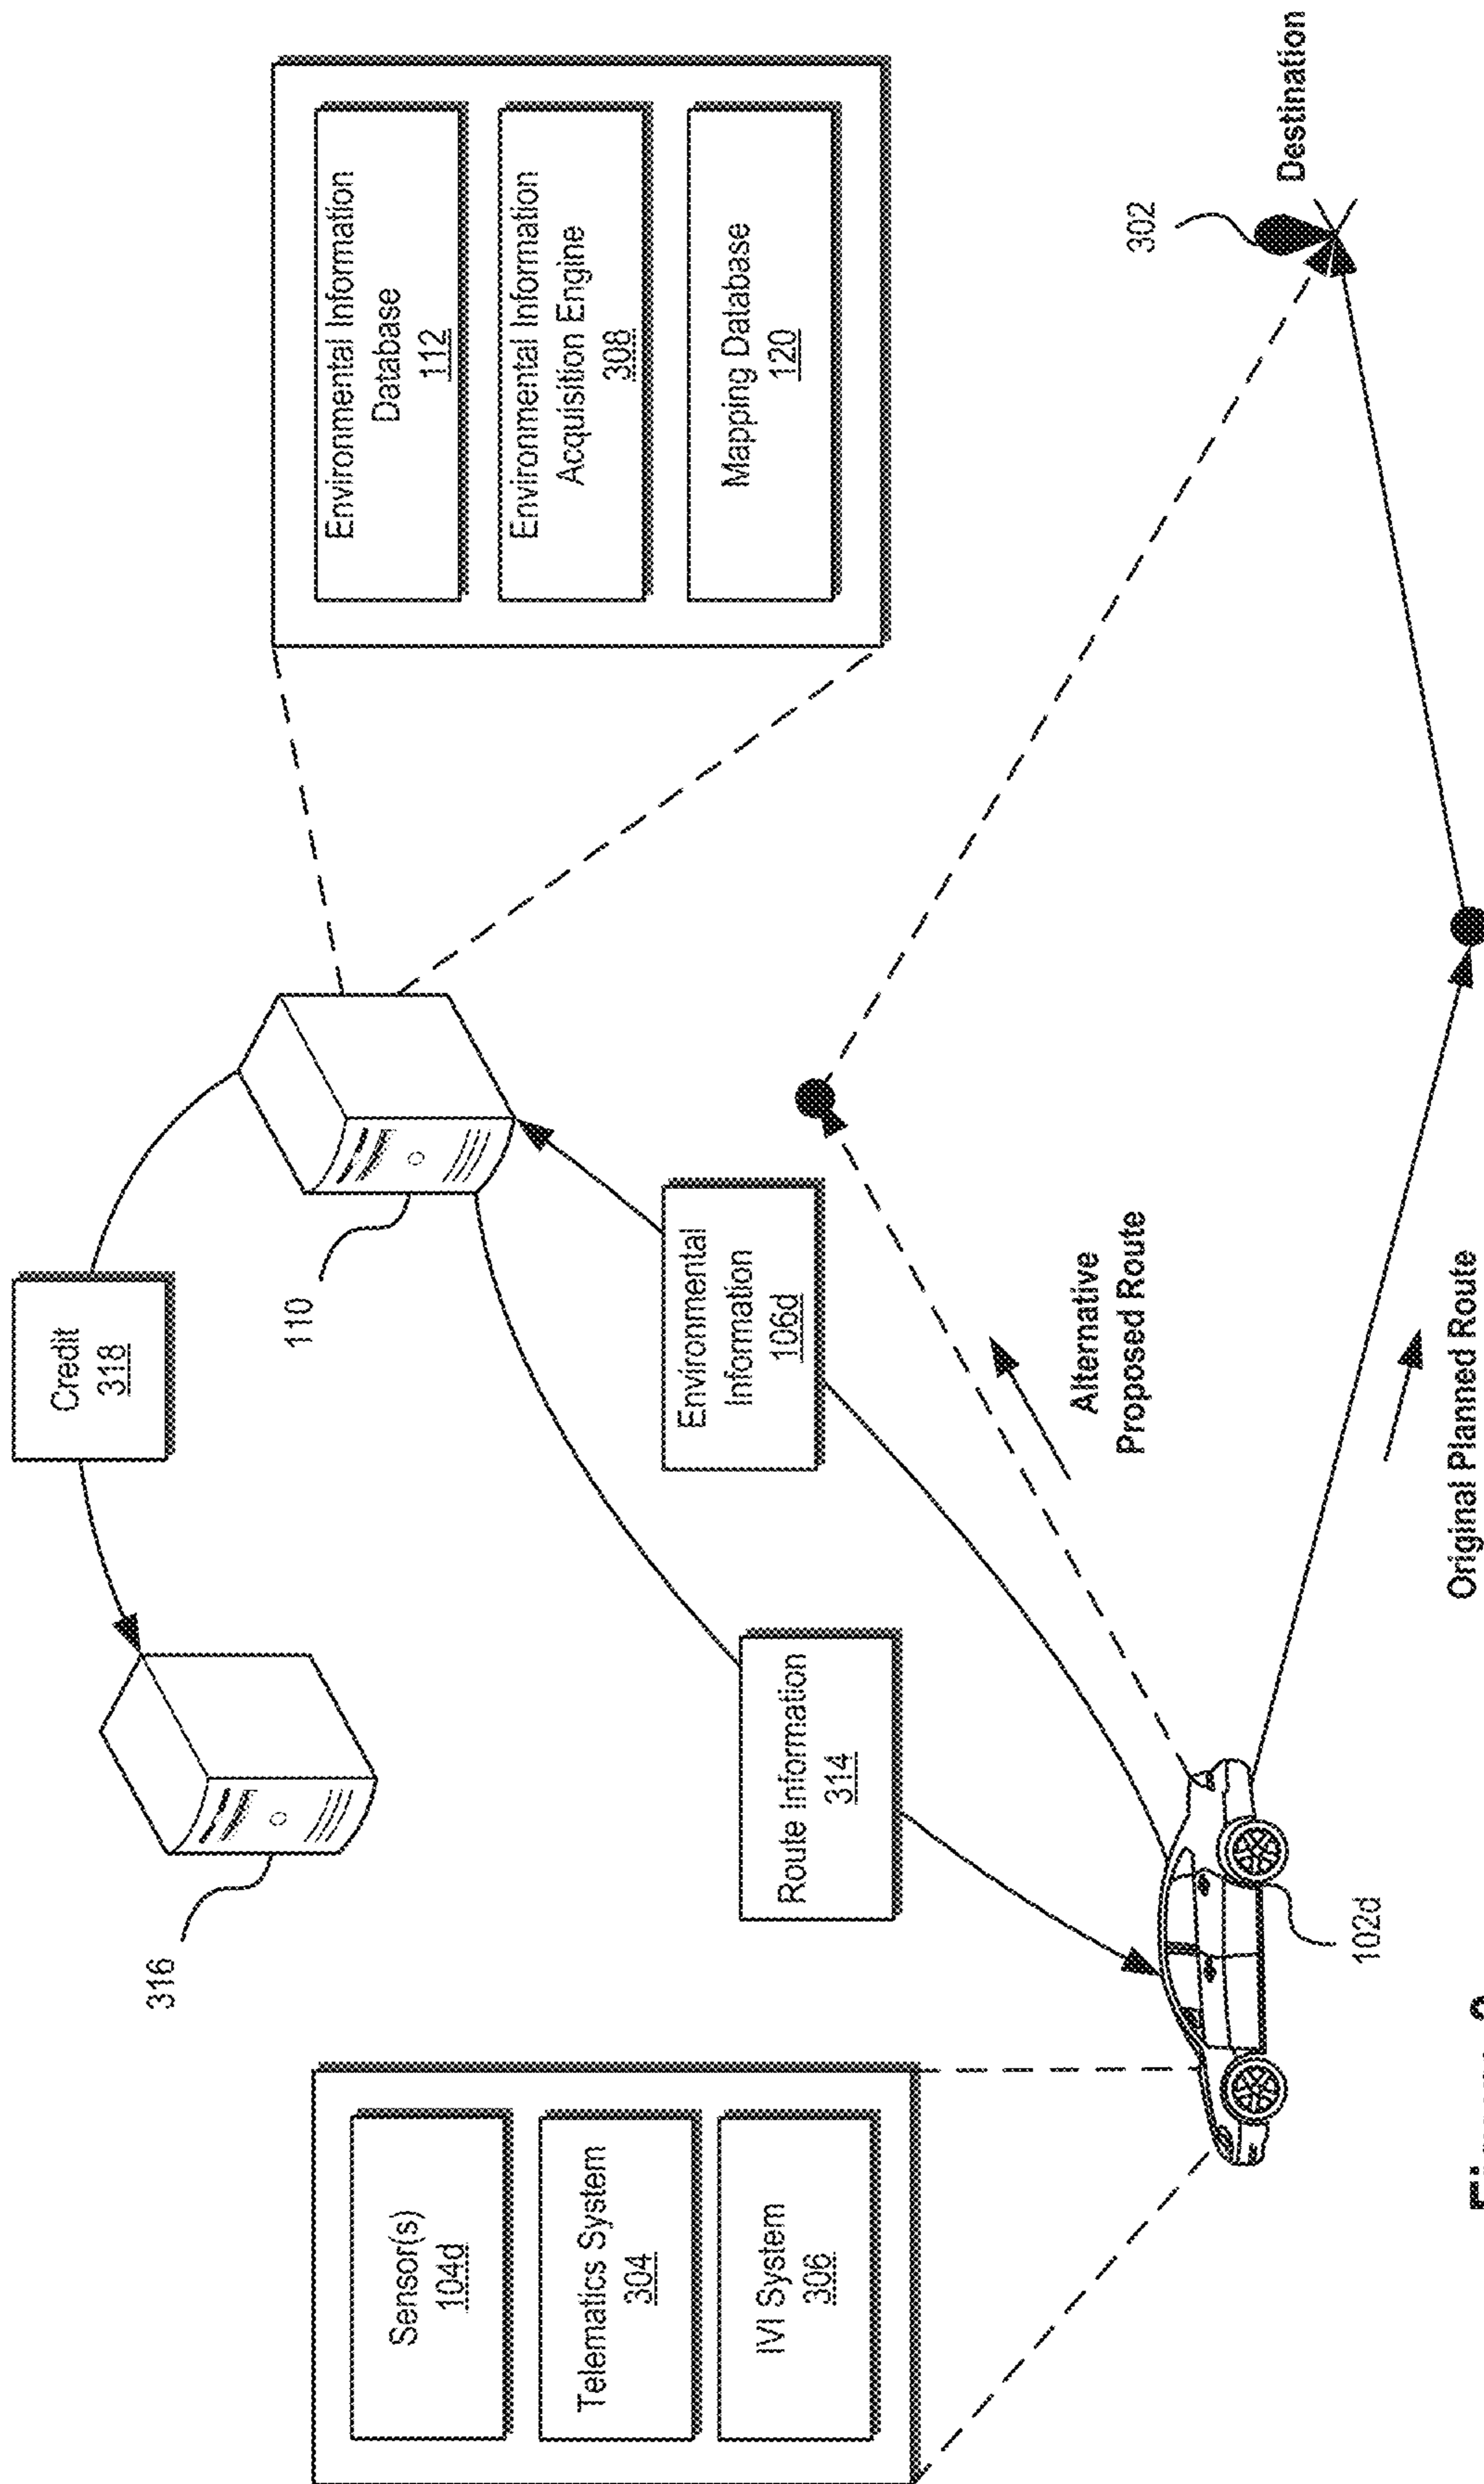 Credit
318
316
110
Sensor(s)
104d
Telematics System
304
IVI System
306
Route Information
314
Environmental
Information
106d
Environmental Information
Database
112
Environmental Information
Acquisition Engine
308
Mapping Database
120
302
Destination
Alternative
Proposed Route
Original Planned Route
102d